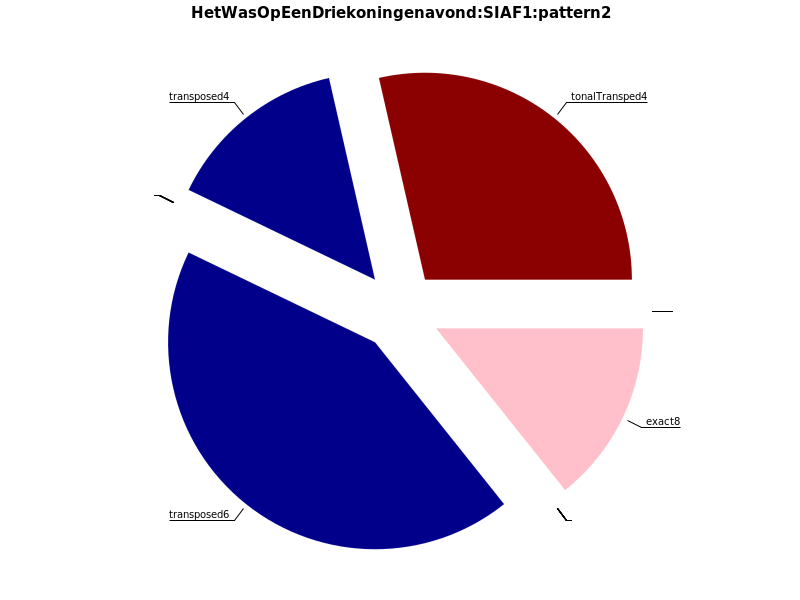 HetWasOpEenDriekoningenavond:SIAF1:pattern2
transposed4
tonalTransped4
exact8
transposed6